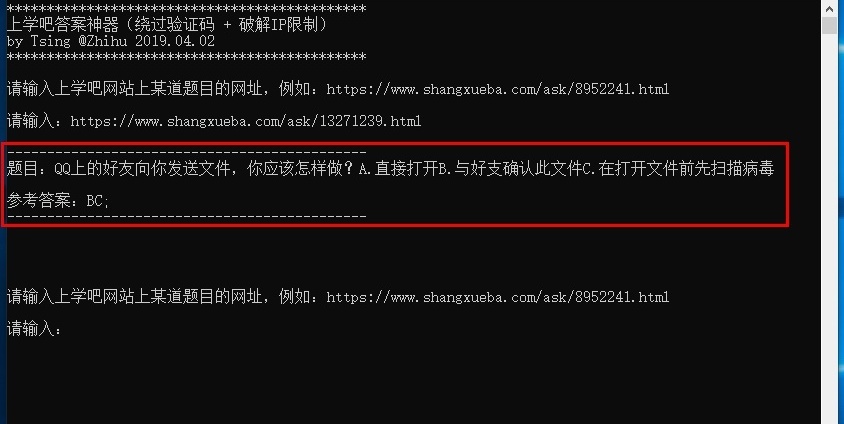 *********************************************
上学吧答案神器（绕过验证码 + 破解IP限制）
by Tsing @Zhihu 2019.04.02
*********************************************
请输入上学吧网站上某道题目的网址，例如：https://www.shangxueba.com/ask/8952241.html
请输入：https://www.shangxueba.com/ask/13271239.html
---------------------------------------------
题目：QQ上的好友向你发送文件，你应该怎样做？A.直接打开B.与好支确认此文件C.在打开文件前先扫描病毒
参考答案：BC;
---------------------------------------------
请输入上学吧网站上某道题目的网址，例如：https://www.shangxueba.com/ask/8952241.html
请输入：